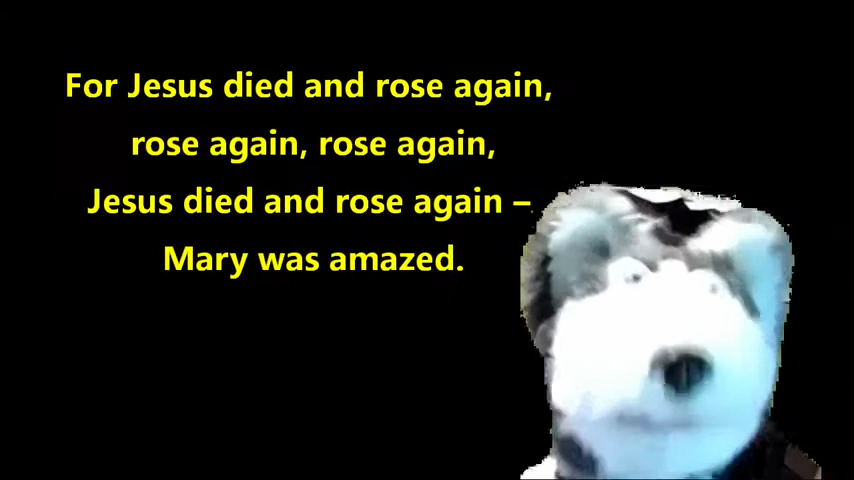 For Jesus died and rose again,
rose again, rose again,
Jesus died and rose again –
Mary was amazed.